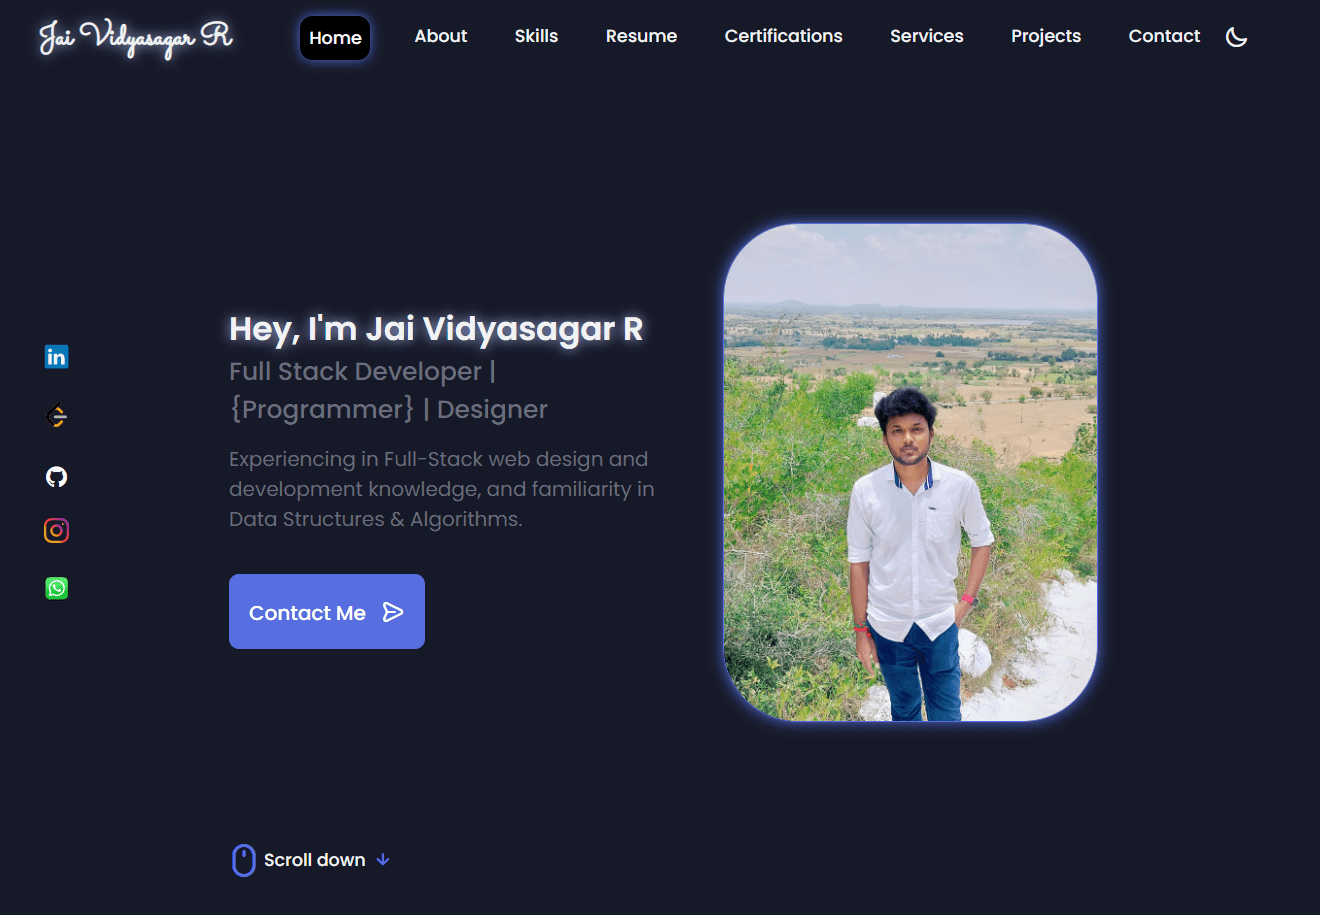 Jai Vidyasagar R
Home
About
Skills
Resume
Certifications
Services
Projects
Contact
Hey, I'm Jai Vidyasagar R
Full Stack Developer |
{Programmer} | Designer
Experiencing in Full-Stack web design and
development knowledge, and familiarity in
Data Structures & Algorithms.
Contact Me
Scroll down
in